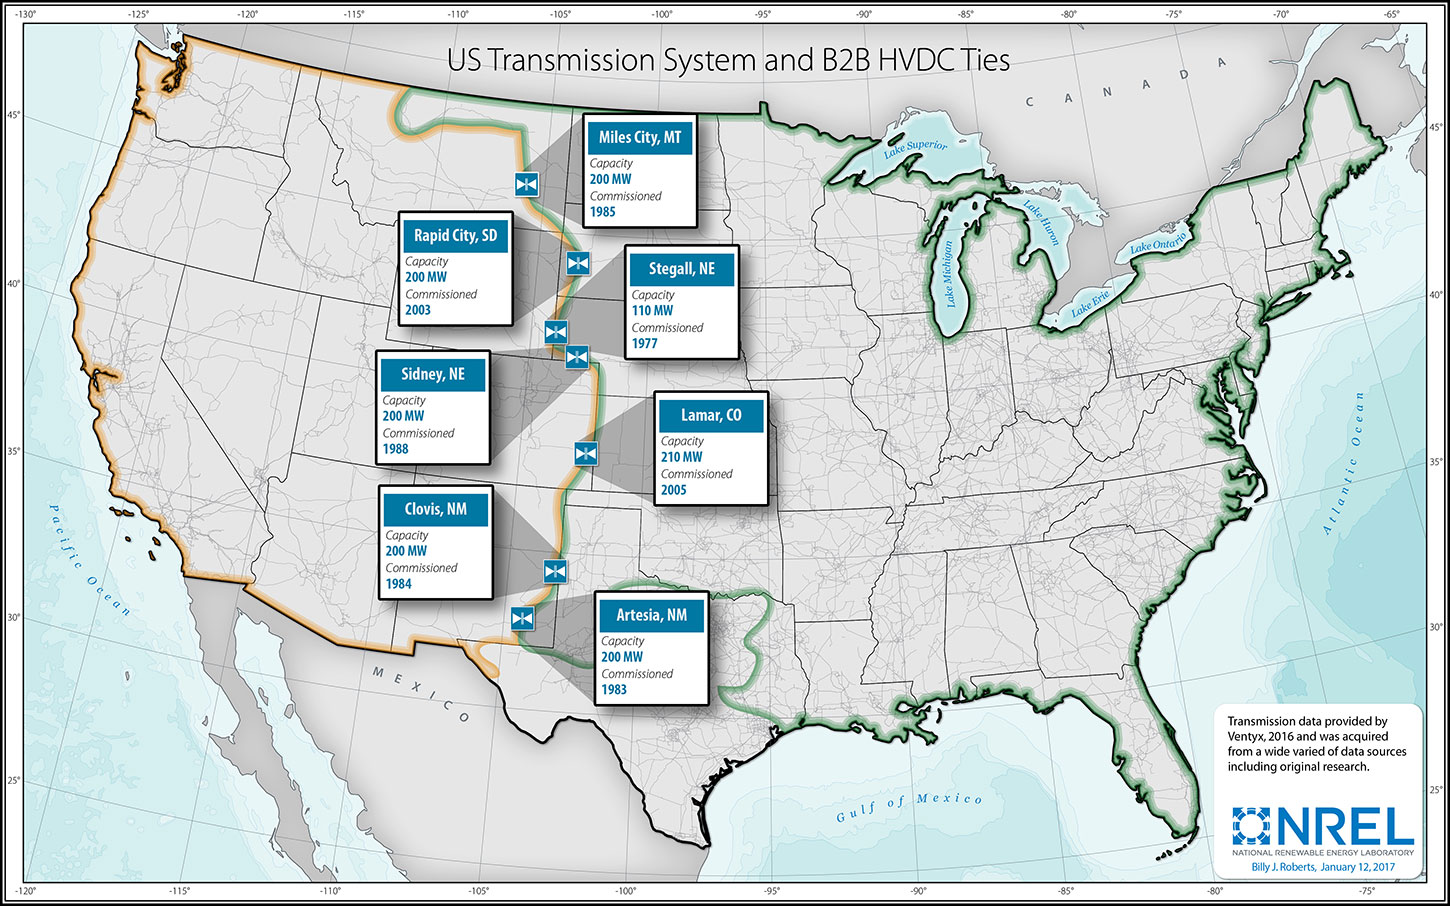 -130° -125° -120° -115° -110° -105° -100° -95° -90° -85° -80° -75° -70° -65°
US Transmission System and B2B HVDC Ties
CANADA
45°
45°
Miles City, MT
Capacity
200 MW
Commissioned
1985
Lake Superior
Lake Huron
Lake Ontario
Lake Michigan
Lake Erie
Rapid City, SD
Capacity
200 MW
Commissioned
2003
Stegall, NE
Capacity
110 MW
Commissioned
1977
40°
40°
Sidney, NE
Capacity
200 MW
Commissioned
1988
Lamar, CO
Capacity
210 MW
Commissioned
2005
35°
35°
Atlantic Ocean
Pacific Ocean
Clovis, NM
Capacity
200 MW
Commissioned
1984
Artesia, NM
Capacity
200 MW
Commissioned
1983
30°
30°
MEXICO
Gulf of Mexico
25°
25°
Transmission data provided by
Ventyx, 2016 and was acquired
from a wide varied of data sources
including original research.
NREL
NATIONAL RENEWABLE ENERGY LABORATORY
Billy J. Roberts, January 12, 2017
-120° -115° -110° -105° -100° -95° -90° -85° -80° -75°